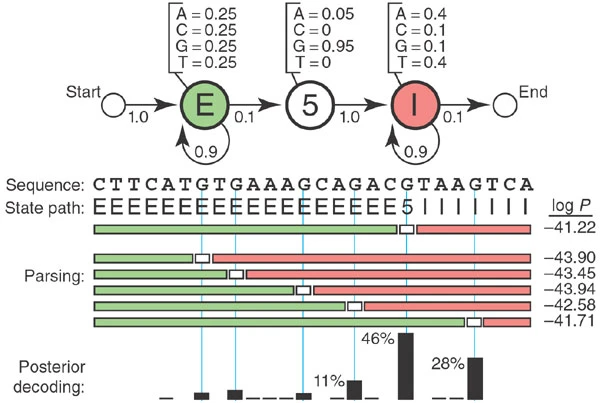 A = 0.25
C = 0.25
G = 0.25
T = 0.25
A = 0.05
C = 0
G = 0.95
T = 0
A = 0.4
C = 0.1
G = 0.1
T = 0.4
Start E 5 I End
1.0 0.1 1.0 0.1
0.9 0.9
Sequence: C T T C A T G T G A A A G C A G A C G T A A G T C A
State path: E E E E E E E E E E E E E E E E E E 5 I I I I I I I log P
−41.22
−43.90
Parsing: −43.45
−43.94
−42.58
−41.71
Posterior decoding: 11% 46% 28%